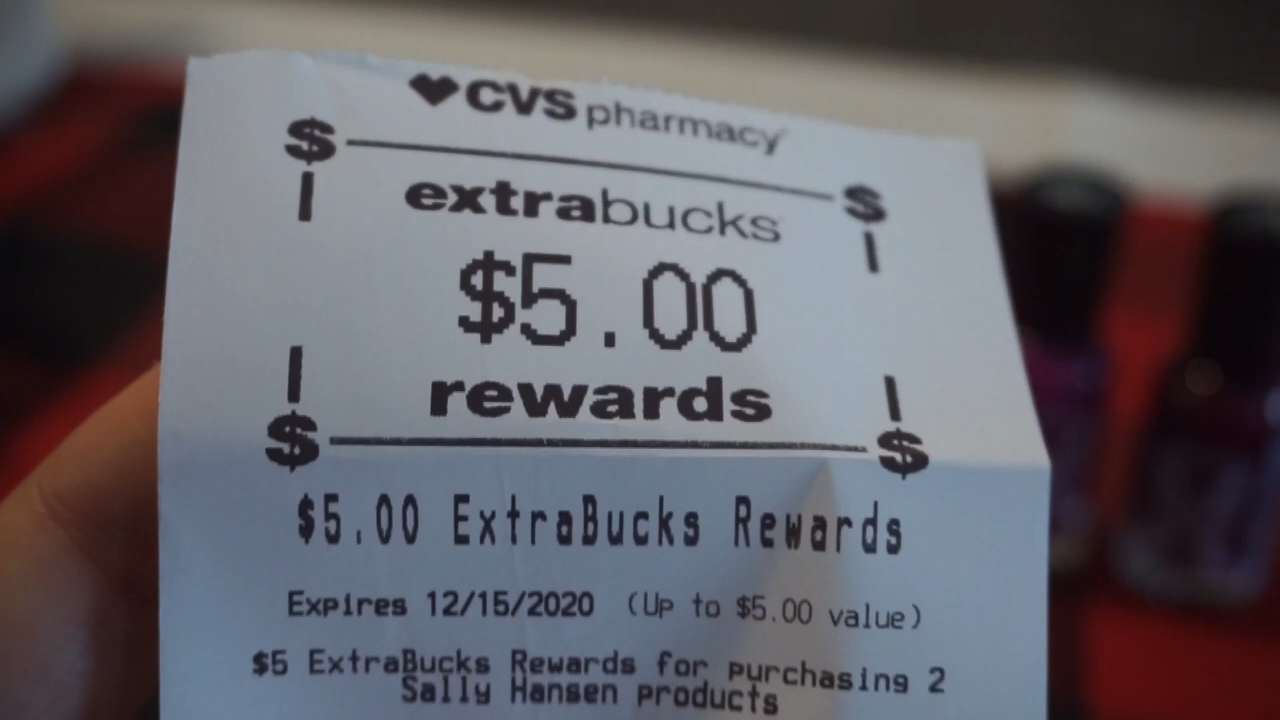 CVS pharmacy
$ $
extrabucks
$5.00
rewards
$ $
$5.00 ExtraBucks Rewards
Expires 12/15/2020 (Up to $5.00 value)
$5 ExtraBucks Rewards for purchasing 2
Sally Hansen products